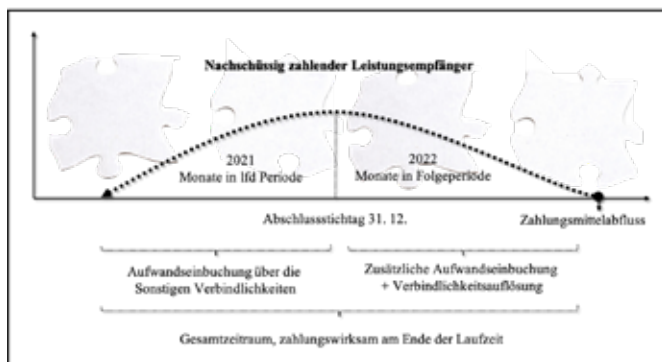 Nachschüssig zahlender Leistungsempfänger
2021
Monate in lfd Periode
2022
Monate in Folgeperiode
Abschlussstichtag 31. 12.
Zahlungsmittelabfluss
Aufwandseinbuchung über die
Sonstigen Verbindlichkeiten
Zusätzliche Aufwandseinbuchung
+ Verbindlichkeitsauflösung
Gesamtzeitraum, zahlungswirksam am Ende der Laufzeit